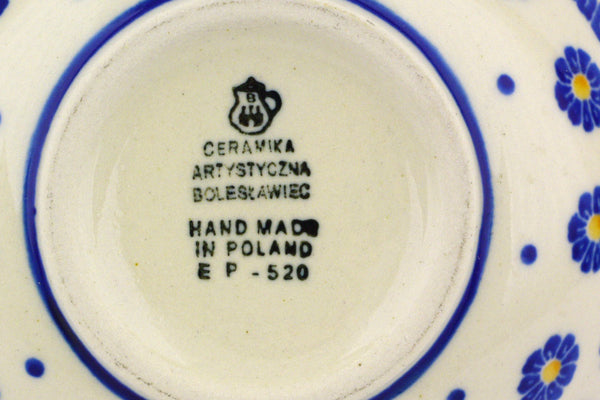 B
CERAMIKA
ARTYSTYCZNA
BOLESŁAWIEC
HAND MADE
IN POLAND
E P - 520